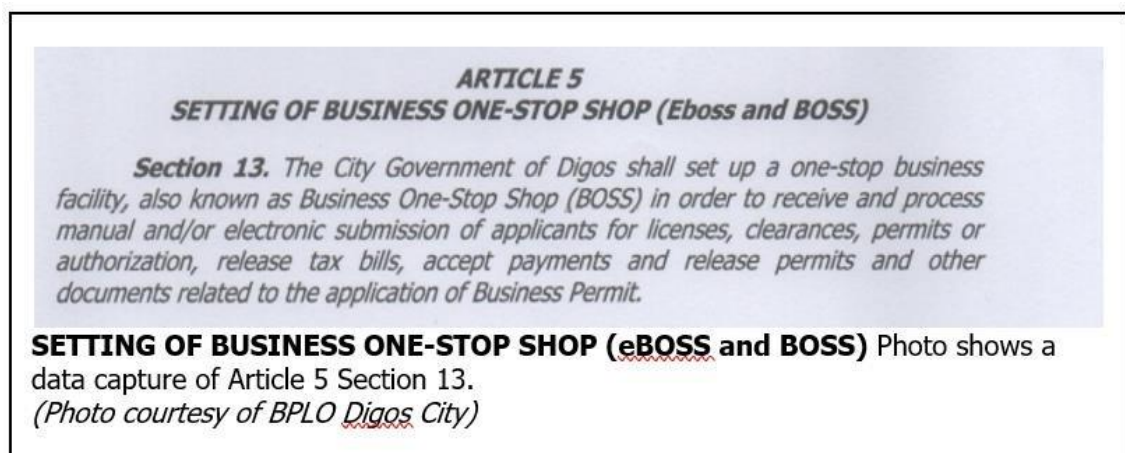 ARTICLE 5
SETTING OF BUSINESS ONE-STOP SHOP (Eboss and BOSS)
Section 13. The City Government of Digos shall set up a one-stop business
facility, also known as Business One-Stop Shop (BOSS) in order to receive and process
manual and/or electronic submission of applicants for licenses, clearances, permits or
authorization, release tax bills, accept payments and release permits and other
documents related to the application of Business Permit.
SETTING OF BUSINESS ONE-STOP SHOP (eBOSS and BOSS) Photo shows a
data capture of Article 5 Section 13.
(Photo courtesy of BPLO Digos City)